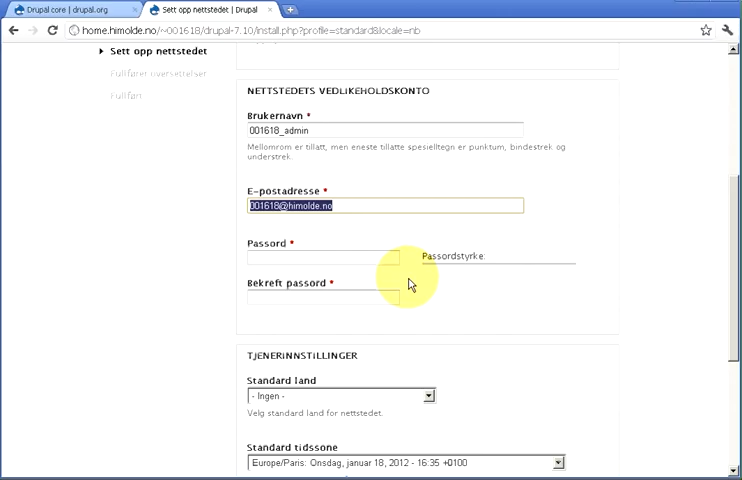 Drupal core | drupal.org
Sett opp nettstedet | Drupal
home.himolde.no/~001618/drupal-7.10/install.php?profile=standard&locale=nb
Sett opp nettstedet
Fullfører oversettelser
Fullført
NETTSTEDETS VEDLIKEHOLDSKONTO
Brukernavn *
001618_admin
Mellomrom er tillatt, men eneste tillatte spesielltegn er punktum, bindestrek og
understrek.
E-postadresse *
001618@himolde.no
Passord *
Passordstyrke:
Bekreft passord *
TJENERINNSTILLINGER
Standard land
- Ingen -
Velg standard land for nettstedet.
Standard tidssone
Europe/Paris: Onsdag, januar 18, 2012 - 16:35 +0100